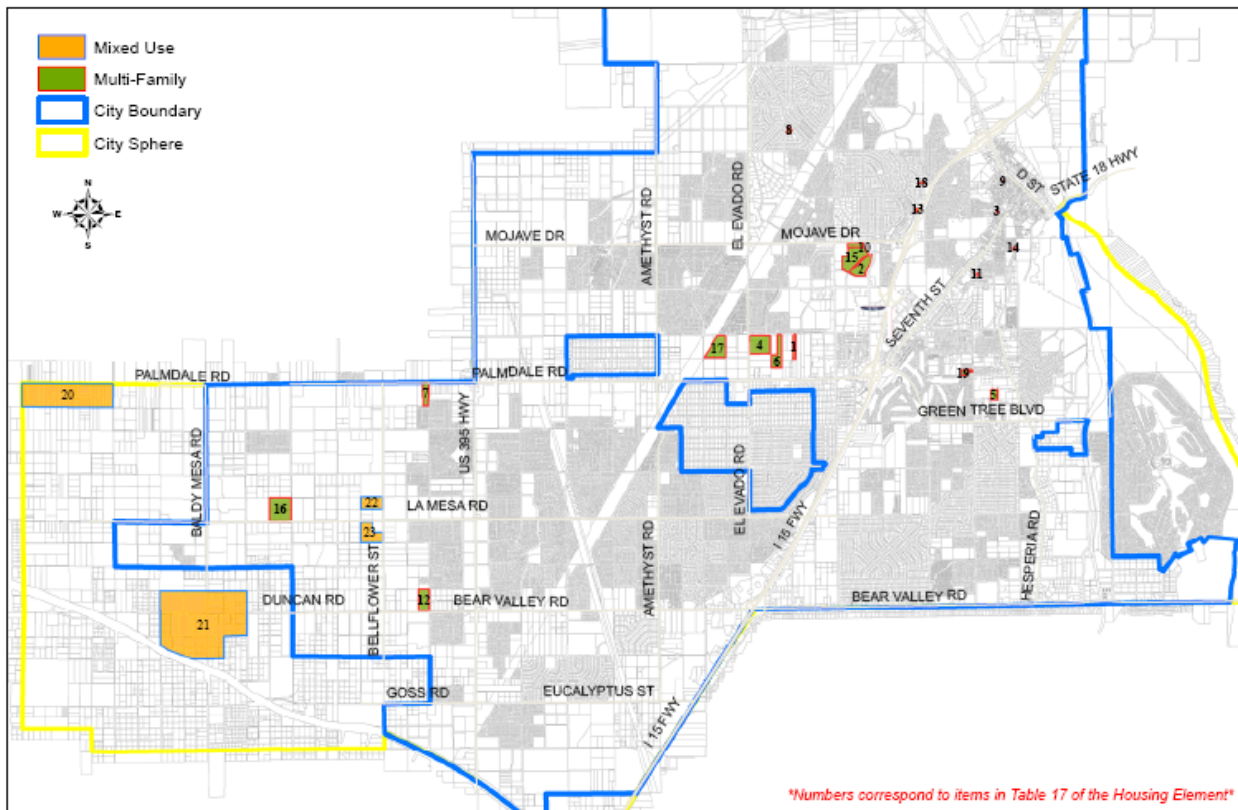 Mixed Use
Multi-Family
City Boundary
City Sphere
N
W E
S
8
18
9
D ST
STATE 18 HWY
13
3
AMETHYST RD
EL EVADO RD
MOJAVE DR
MOJAVE DR
10
15
2
14
11
SEVENTH ST
17
4
6
1
PALMDALE RD
PALMDALE RD
20
7
19
5
GREEN TREE BLVD
BALDY MESA RD
US 395 HWY
EL EVADO RD
16
22
LA MESA RD
23
I 15 FWY
AMETHYST RD
HESPERIA RD
BELLFLOWER ST
12
DUNCAN RD
BEAR VALLEY RD
BEAR VALLEY RD
21
GOSS RD
EUCALYPTUS ST
I 15 FWY
*Numbers correspond to items in Table 17 of the Housing Element*